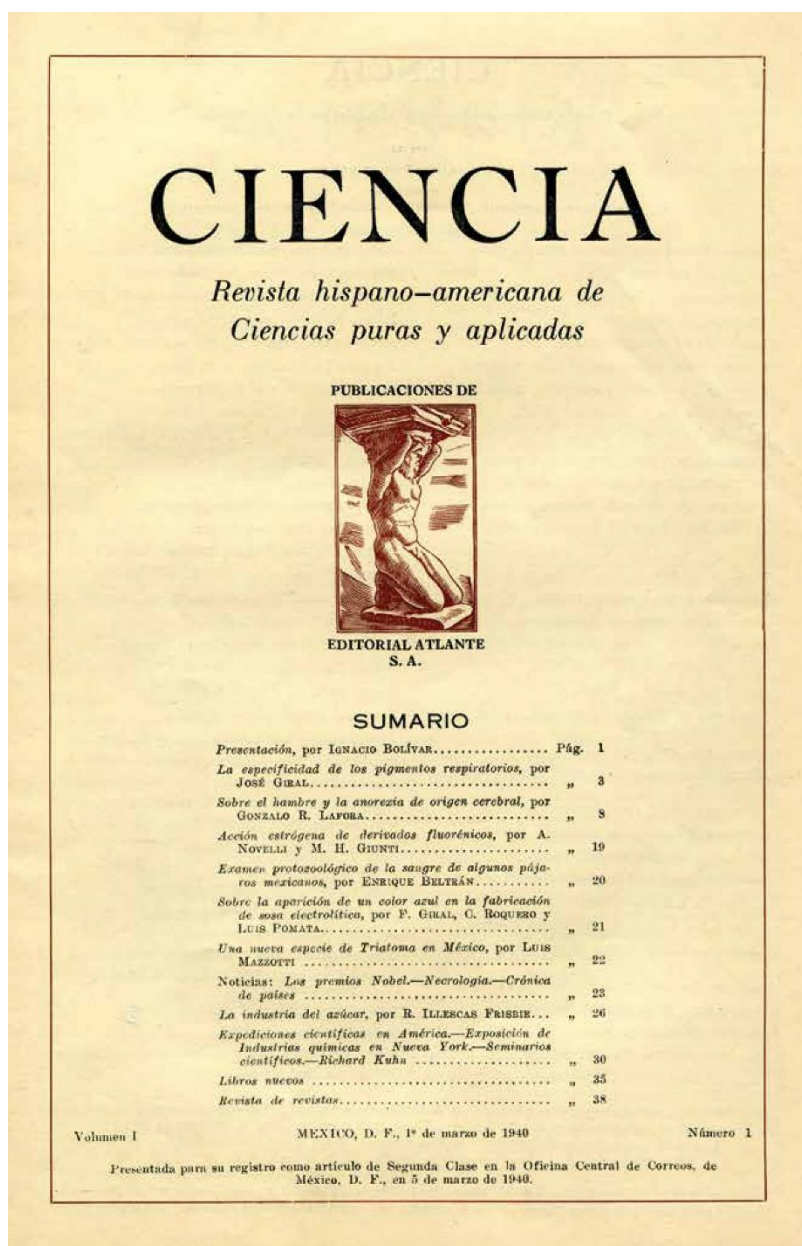 CIENCIA
Revista hispano-americana de
Ciencias puras y aplicadas
PUBLICACIONES DE
EDITORIAL ATLANTE
S. A.
SUMARIO
Presentación, por IGNACIO BOLÍVAR................ Pág. 1
La especificidad de los pigmentos respiratorios, por
JOSÉ GIRAL.................................. „ 3
Sobre el hambre y la anorexia de origen cerebral, por
GONZALO R. LAFORA.......................... „ 8
Acción estrógena de derivados fluorénicos, por A.
NOVELLI y M. H. GIUNTI..................... „ 19
Examen protozoológico de la sangre de algunos pája-
ros mexicanos, por ENRIQUE BELTRÁN........... „ 20
Sobre la aparición de un color azul en la fabricación
de sosa electrolítica, por F. GIRAL, C. ROQUERO y
LUIS POMATA................................. „ 21
Una nueva especie de Triatoma en México, por LUIS
MAZZOTTI ................................... „ 22
Noticias: Los premios Nobel.—Necrología.—Crónica
de países ................................... „ 23
La industria del azúcar, por R. ILLESCAS FRISBIE... „ 26
Expediciones científicas en América.—Exposición de
Industrias químicas en Nueva York.—Seminarios
científicos.—Richard Kuhn ................... „ 30
Libros nuevos .................................. „ 35
Revista de revistas.............................. „ 38
Volumen I MEXICO, D. F., 1º de marzo de 1940 Número 1
Presentada para su registro como artículo de Segunda Clase en la Oficina Central de Correos, de
México, D. F., en 5 de marzo de 1940.